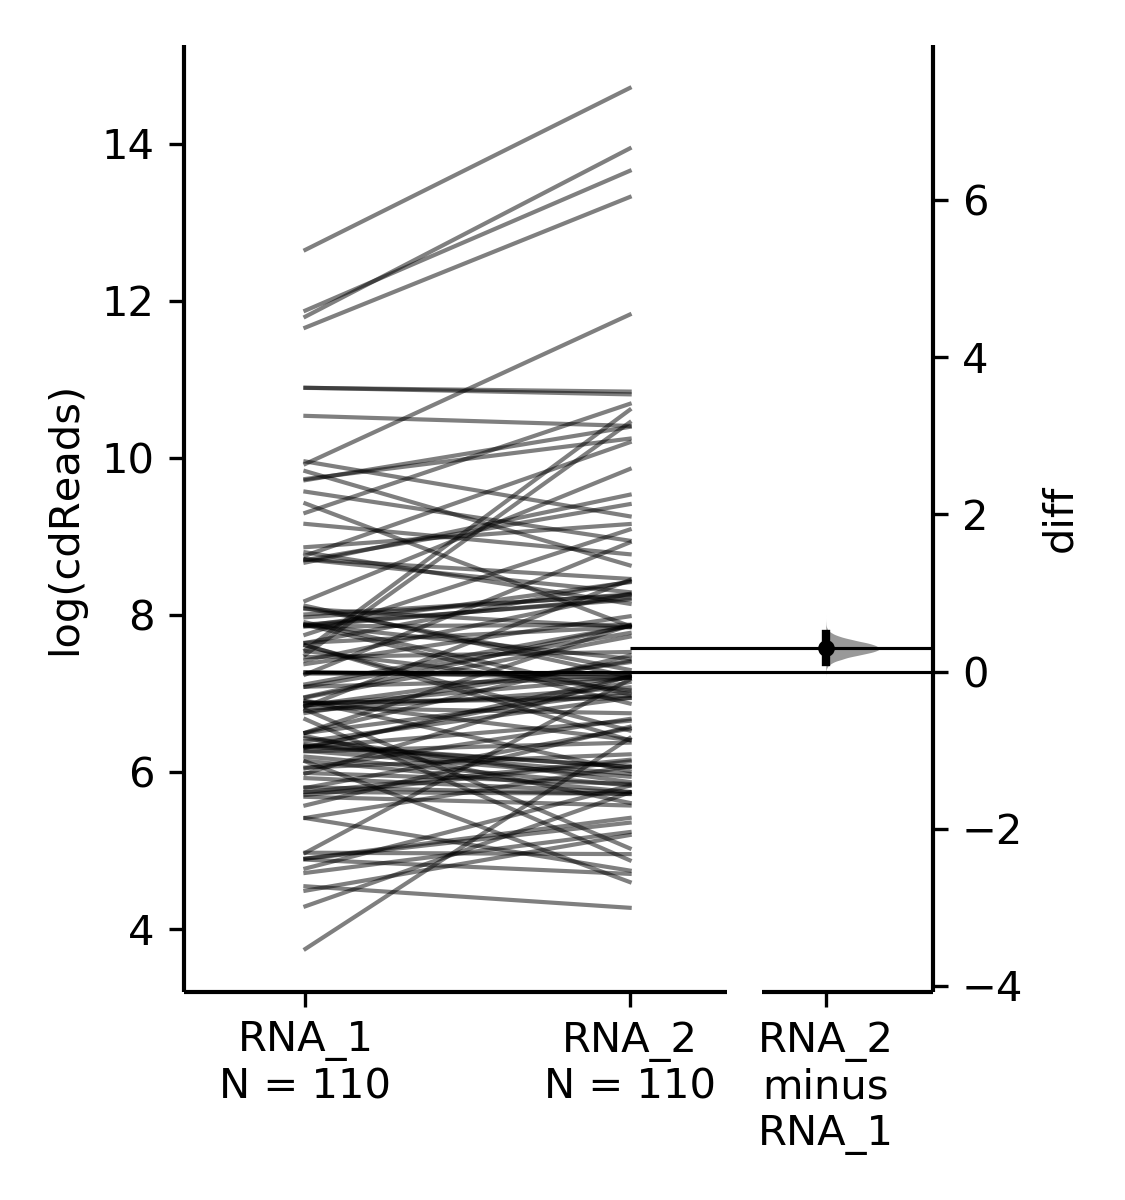 14
12
10
8
6
4
log(cdReads)
6
4
2
0
−2
−4
diff
RNA_1
N = 110
RNA_2
N = 110
RNA_2
minus
RNA_1